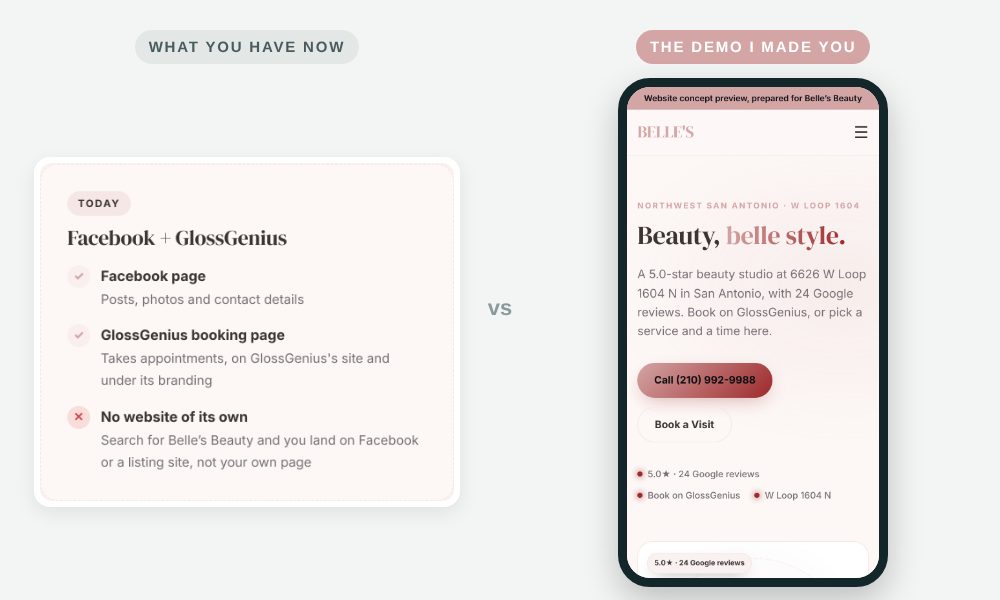 WHAT YOU HAVE NOW
TODAY
Facebook + GlossGenius
Facebook page
Posts, photos and contact details
GlossGenius booking page
Takes appointments, on GlossGenius's site and
under its branding
No website of its own
Search for Belle’s Beauty and you land on Facebook
or a listing site, not your own page
vs
THE DEMO I MADE YOU
Website concept preview, prepared for Belle’s Beauty
BELLE'S
NORTHWEST SAN ANTONIO · W LOOP 1604
Beauty, belle style.
A 5.0-star beauty studio at 6626 W Loop
1604 N in San Antonio, with 24 Google
reviews. Book on GlossGenius, or pick a
service and a time here.
Call (210) 992-9988
Book a Visit
5.0★ · 24 Google reviews
Book on GlossGenius W Loop 1604 N
5.0★ · 24 Google reviews